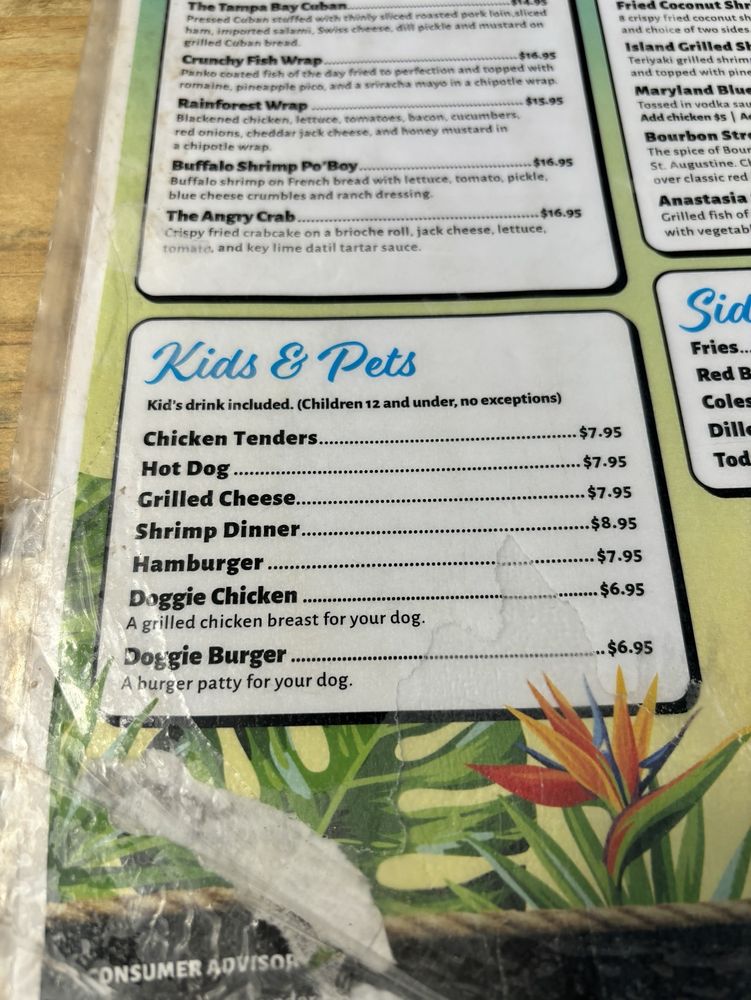 The Tampa Bay Cuban.......$14.95
Pressed Cuban stuffed with thinly sliced roasted pork loin, sliced
ham, imported salami, Swiss cheese, dill pickle and mustard on
grilled Cuban bread.
Crunchy Fish Wrap.......$16.95
Panko coated fish of the day fried to perfection and topped with
romaine, pineapple pico, and a sriracha mayo in a chipotle wrap.
Rainforest Wrap.......$15.95
Blackened chicken, lettuce, tomatoes, bacon, cucumbers,
red onions, cheddar jack cheese, and honey mustard in
a chipotle wrap.
Buffalo Shrimp Po'Boy.......$16.95
Buffalo shrimp on French bread with lettuce, tomato, pickle,
blue cheese crumbles and ranch dressing.
The Angry Crab.......$16.95
Crispy fried crabcake on a brioche roll, jack cheese, lettuce,
tomato, and key lime datil tartar sauce.
Kids & Pets
Kid's drink included. (Children 12 and under, no exceptions)
Chicken Tenders.......$7.95
Hot Dog.......$7.95
Grilled Cheese.......$7.95
Shrimp Dinner.......$8.95
Hamburger.......$7.95
Doggie Chicken.......$6.95
A grilled chicken breast for your dog.
Doggie Burger.......$6.95
A burger patty for your dog.
Fried Coconut Shr
8 crispy fried coconut sh
and choice of two sides
Island Grilled Sh
Teriyaki grilled shrim
and topped with pin
Maryland Blue
Tossed in vodka sau
Add chicken $5 | A
Bourbon Stre
The spice of Bour
St. Augustine. C
over classic red
Anastasia
Grilled fish of
with vegetab
Sid
Fries...
Red B
Coles
Dille
Tod
ONSUMER ADVISOR